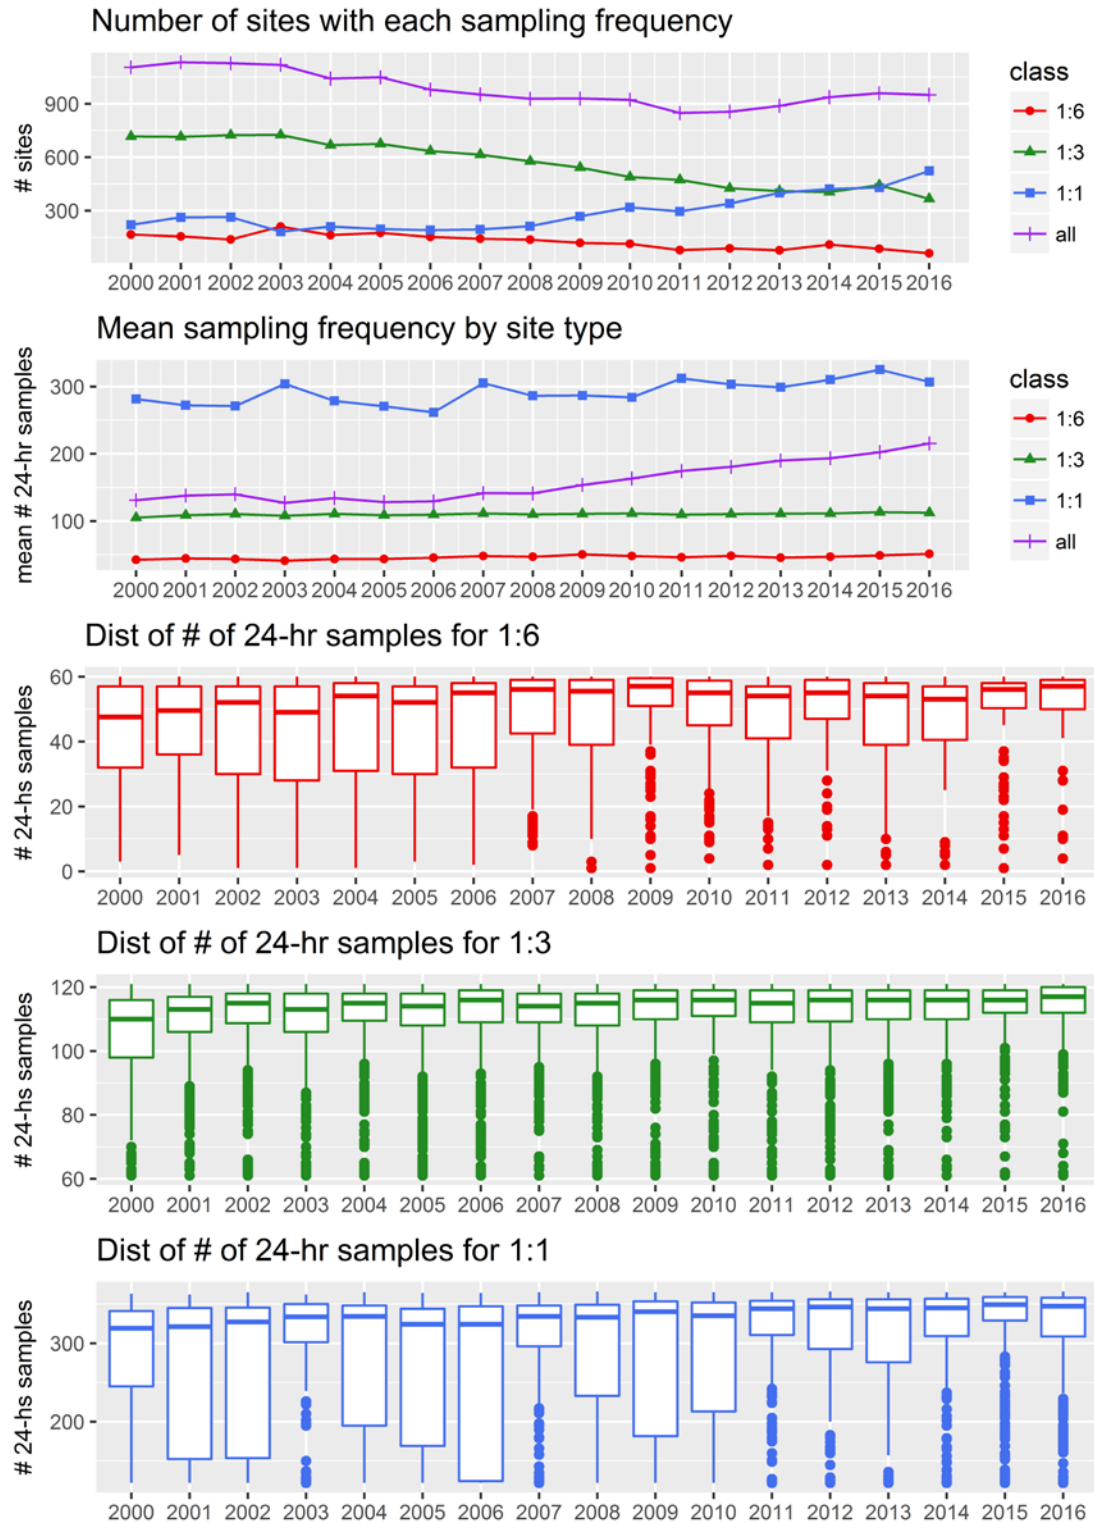 Number of sites with each sampling frequency
# sites
900
600
300
2000 2001 2002 2003 2004 2005 2006 2007 2008 2009 2010 2011 2012 2013 2014 2015 2016
class
1:6
1:3
1:1
all
Mean sampling frequency by site type
mean # 24-hr samples
300
200
100
2000 2001 2002 2003 2004 2005 2006 2007 2008 2009 2010 2011 2012 2013 2014 2015 2016
class
1:6
1:3
1:1
all
Dist of # of 24-hr samples for 1:6
# 24-hs samples
60
40
20
0
2000 2001 2002 2003 2004 2005 2006 2007 2008 2009 2010 2011 2012 2013 2014 2015 2016
Dist of # of 24-hr samples for 1:3
# 24-hs samples
120
100
80
60
2000 2001 2002 2003 2004 2005 2006 2007 2008 2009 2010 2011 2012 2013 2014 2015 2016
Dist of # of 24-hr samples for 1:1
# 24-hs samples
300
200
2000 2001 2002 2003 2004 2005 2006 2007 2008 2009 2010 2011 2012 2013 2014 2015 2016